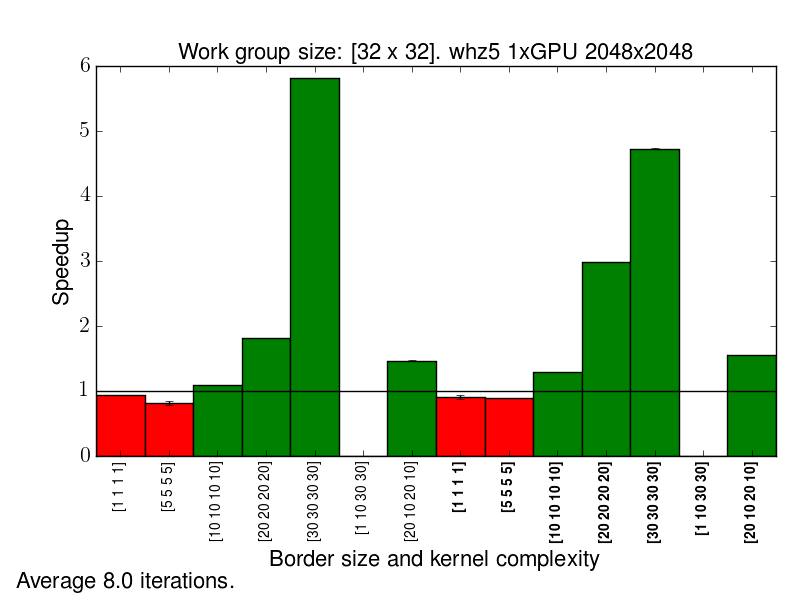 Work group size: [32 x 32]. whz5 1xGPU 2048x2048
6
5
4
3
2
1
0
Speedup
[1 1 1 1]
[5 5 5 5]
[10 10 10 10]
[20 20 20 20]
[30 30 30 30]
[1 10 30 30]
[20 10 20 10]
[1 1 1 1]
[5 5 5 5]
[10 10 10 10]
[20 20 20 20]
[30 30 30 30]
[1 10 30 30]
[20 10 20 10]
Border size and kernel complexity
Average 8.0 iterations.